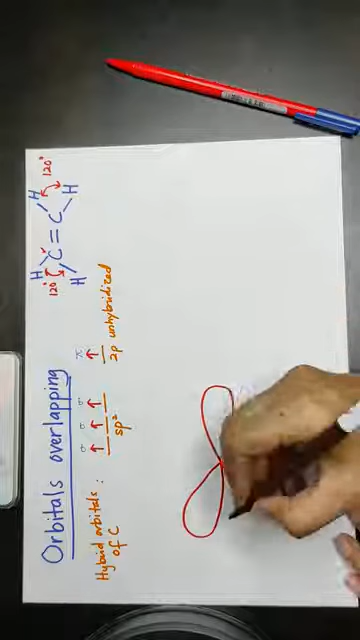 Orbitals overlapping
H H
120° C = C 120°
H H
Hybrid orbitals :
of C
σ σ σ π
sp² 2p unhybridized